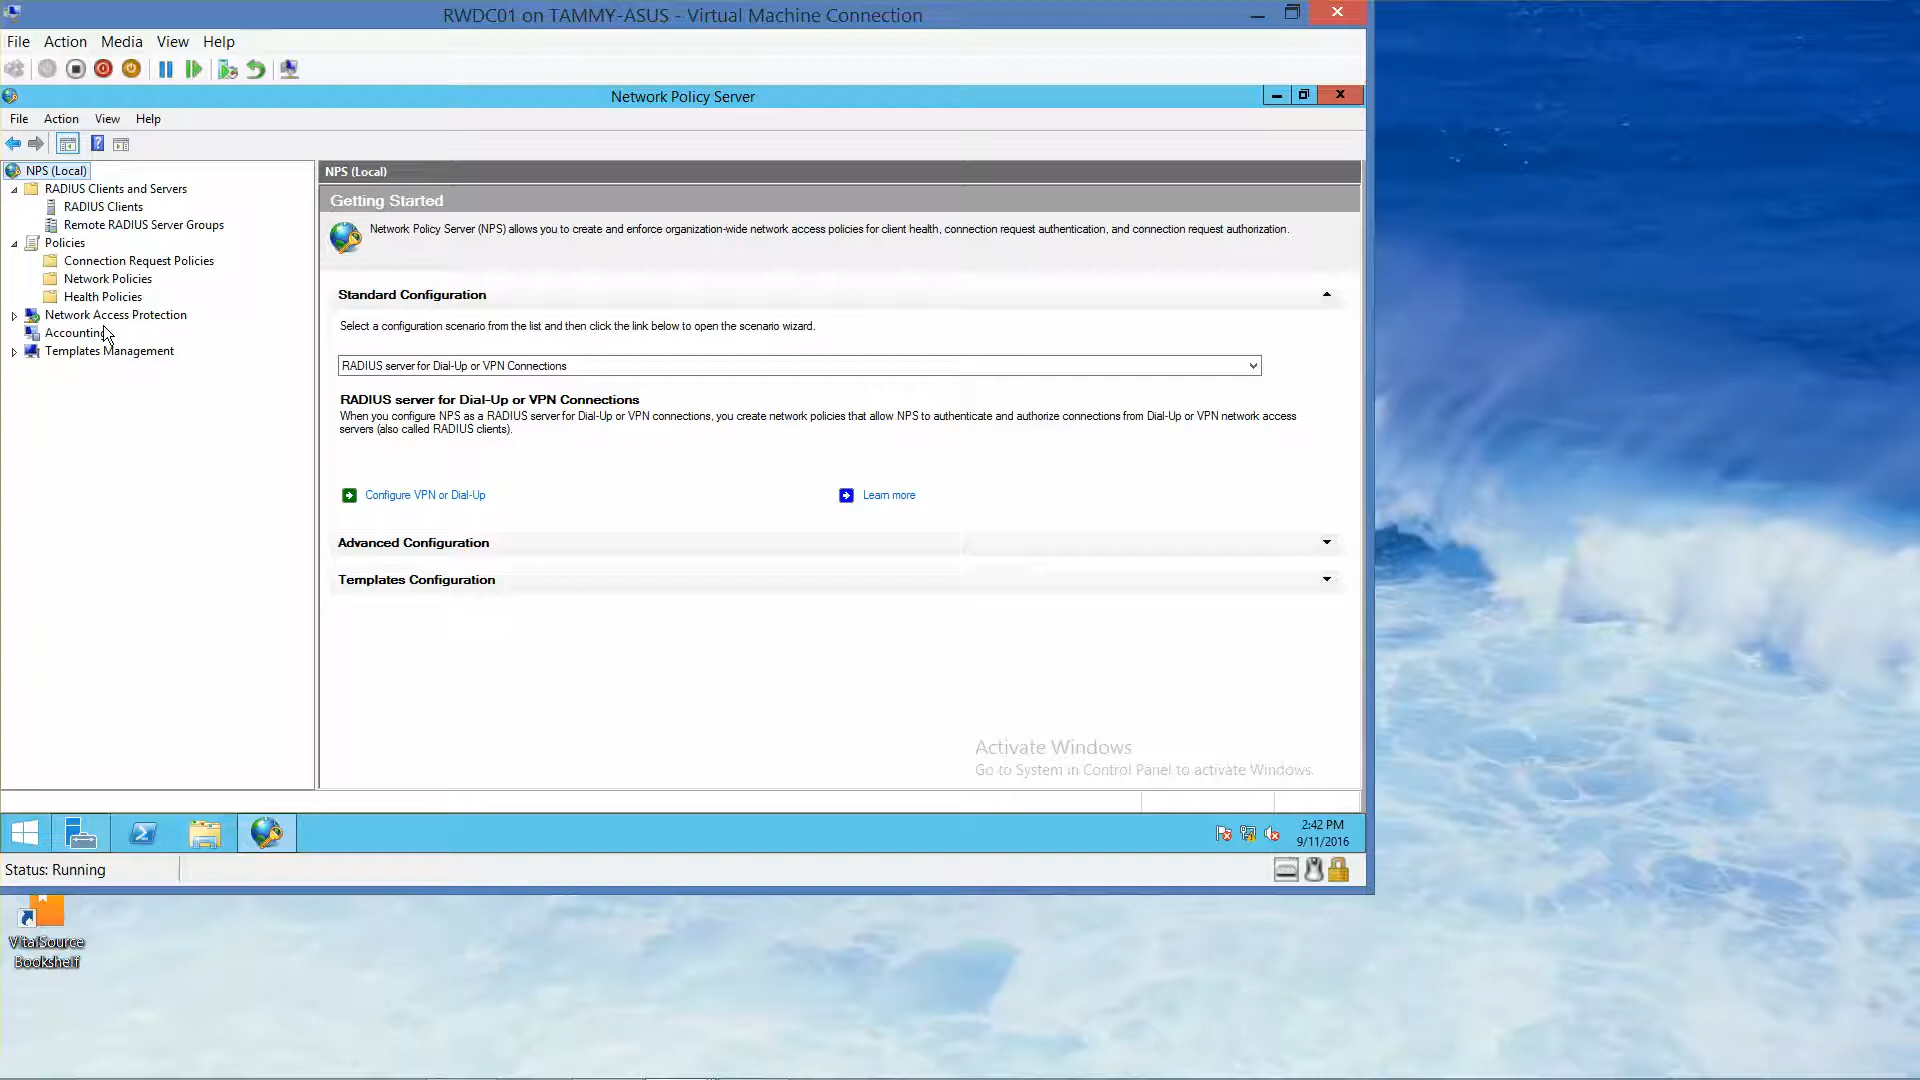 RWDC01 on TAMMY-ASUS - Virtual Machine Connection
File Action Media View Help
Network Policy Server
File Action View Help
NPS (Local)
RADIUS Clients and Servers
RADIUS Clients
Remote RADIUS Server Groups
Policies
Connection Request Policies
Network Policies
Health Policies
Network Access Protection
Accounting
Templates Management
NPS (Local)
Getting Started
Network Policy Server (NPS) allows you to create and enforce organization-wide network access policies for client health, connection request authentication, and connection request authorization.
Standard Configuration
Select a configuration scenario from the list and then click the link below to open the scenario wizard.
RADIUS server for Dial-Up or VPN Connections
RADIUS server for Dial-Up or VPN Connections
When you configure NPS as a RADIUS server for Dial-Up or VPN connections, you create network policies that allow NPS to authenticate and authorize connections from Dial-Up or VPN network access
servers (also called RADIUS clients).
Configure VPN or Dial-Up
Learn more
Advanced Configuration
Templates Configuration
Activate Windows
Go to System in Control Panel to activate Windows.
2:42 PM
9/11/2016
Status: Running
VitalSource
Bookshelf